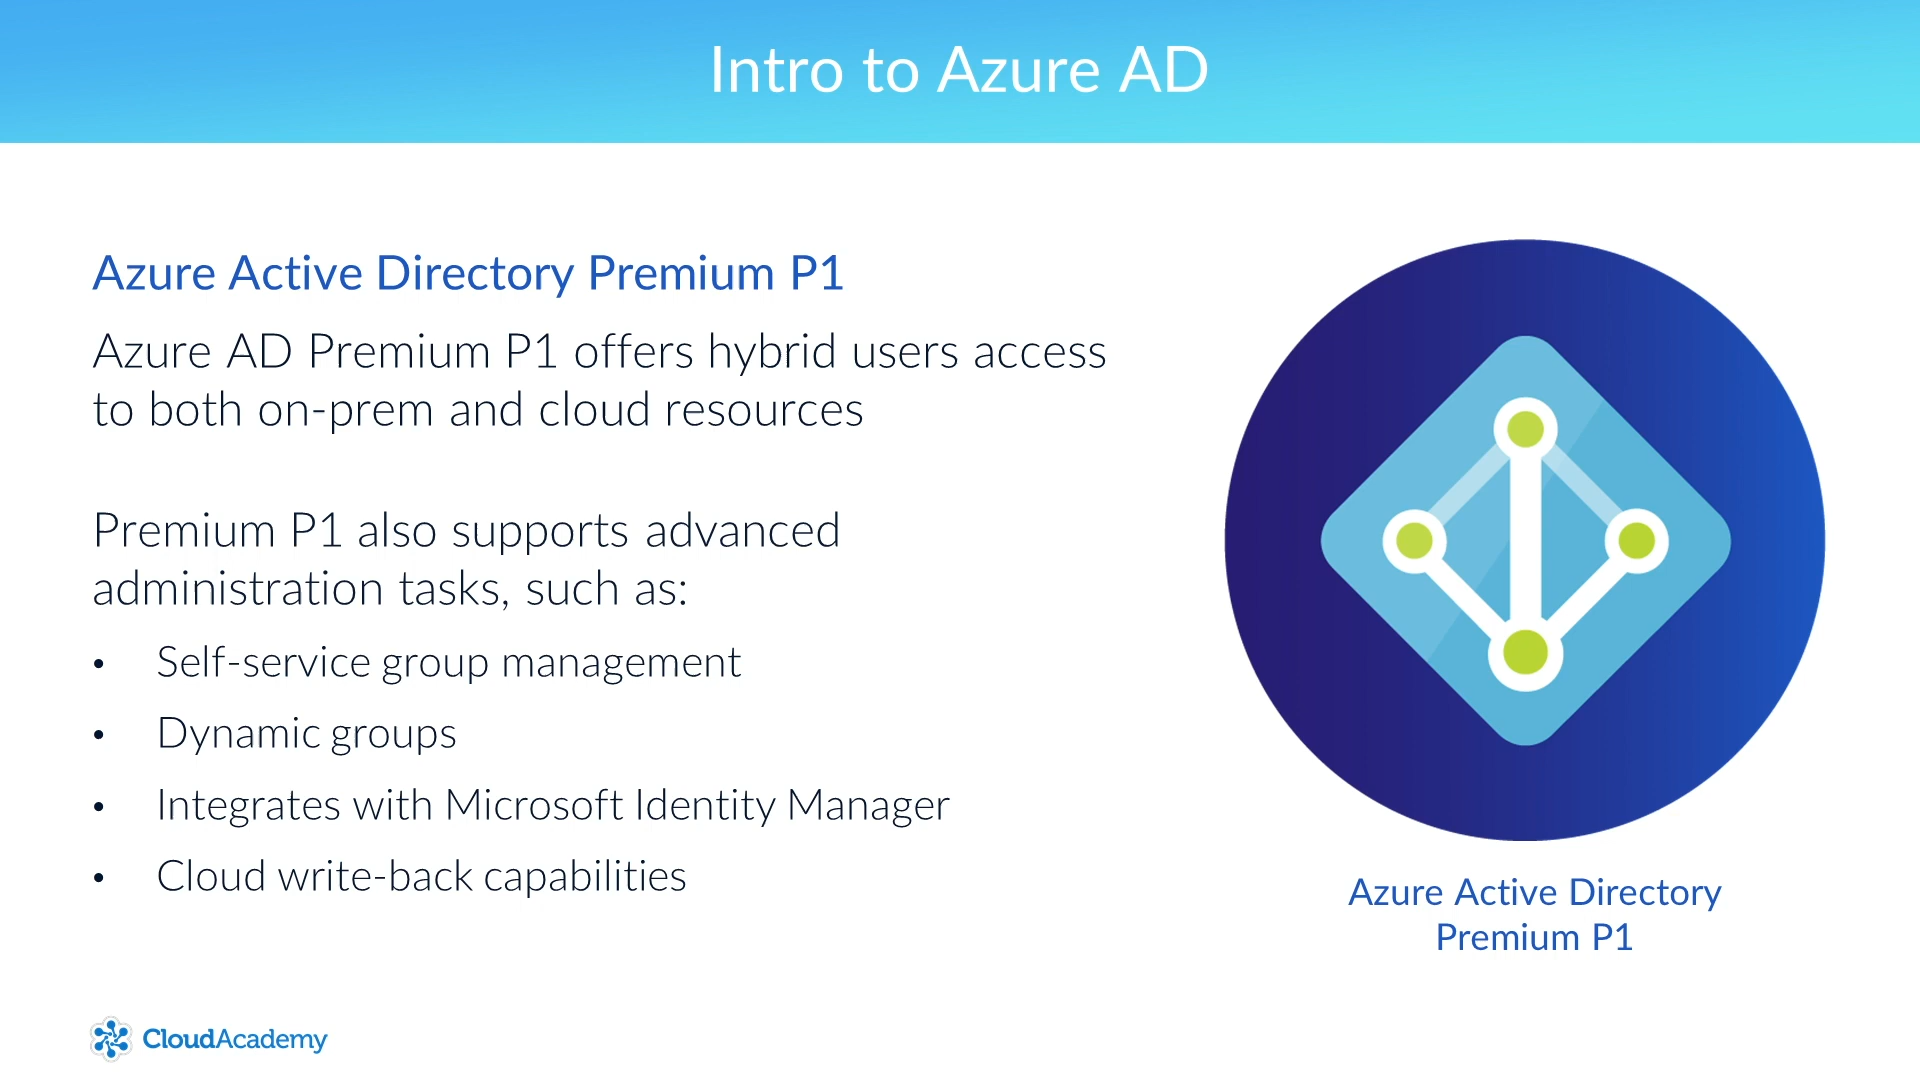 Intro to Azure AD
Azure Active Directory Premium P1
Azure AD Premium P1 offers hybrid users access
to both on-prem and cloud resources
Premium P1 also supports advanced
administration tasks, such as:
• Self-service group management
• Dynamic groups
• Integrates with Microsoft Identity Manager
• Cloud write-back capabilities
Azure Active Directory
Premium P1
CloudAcademy